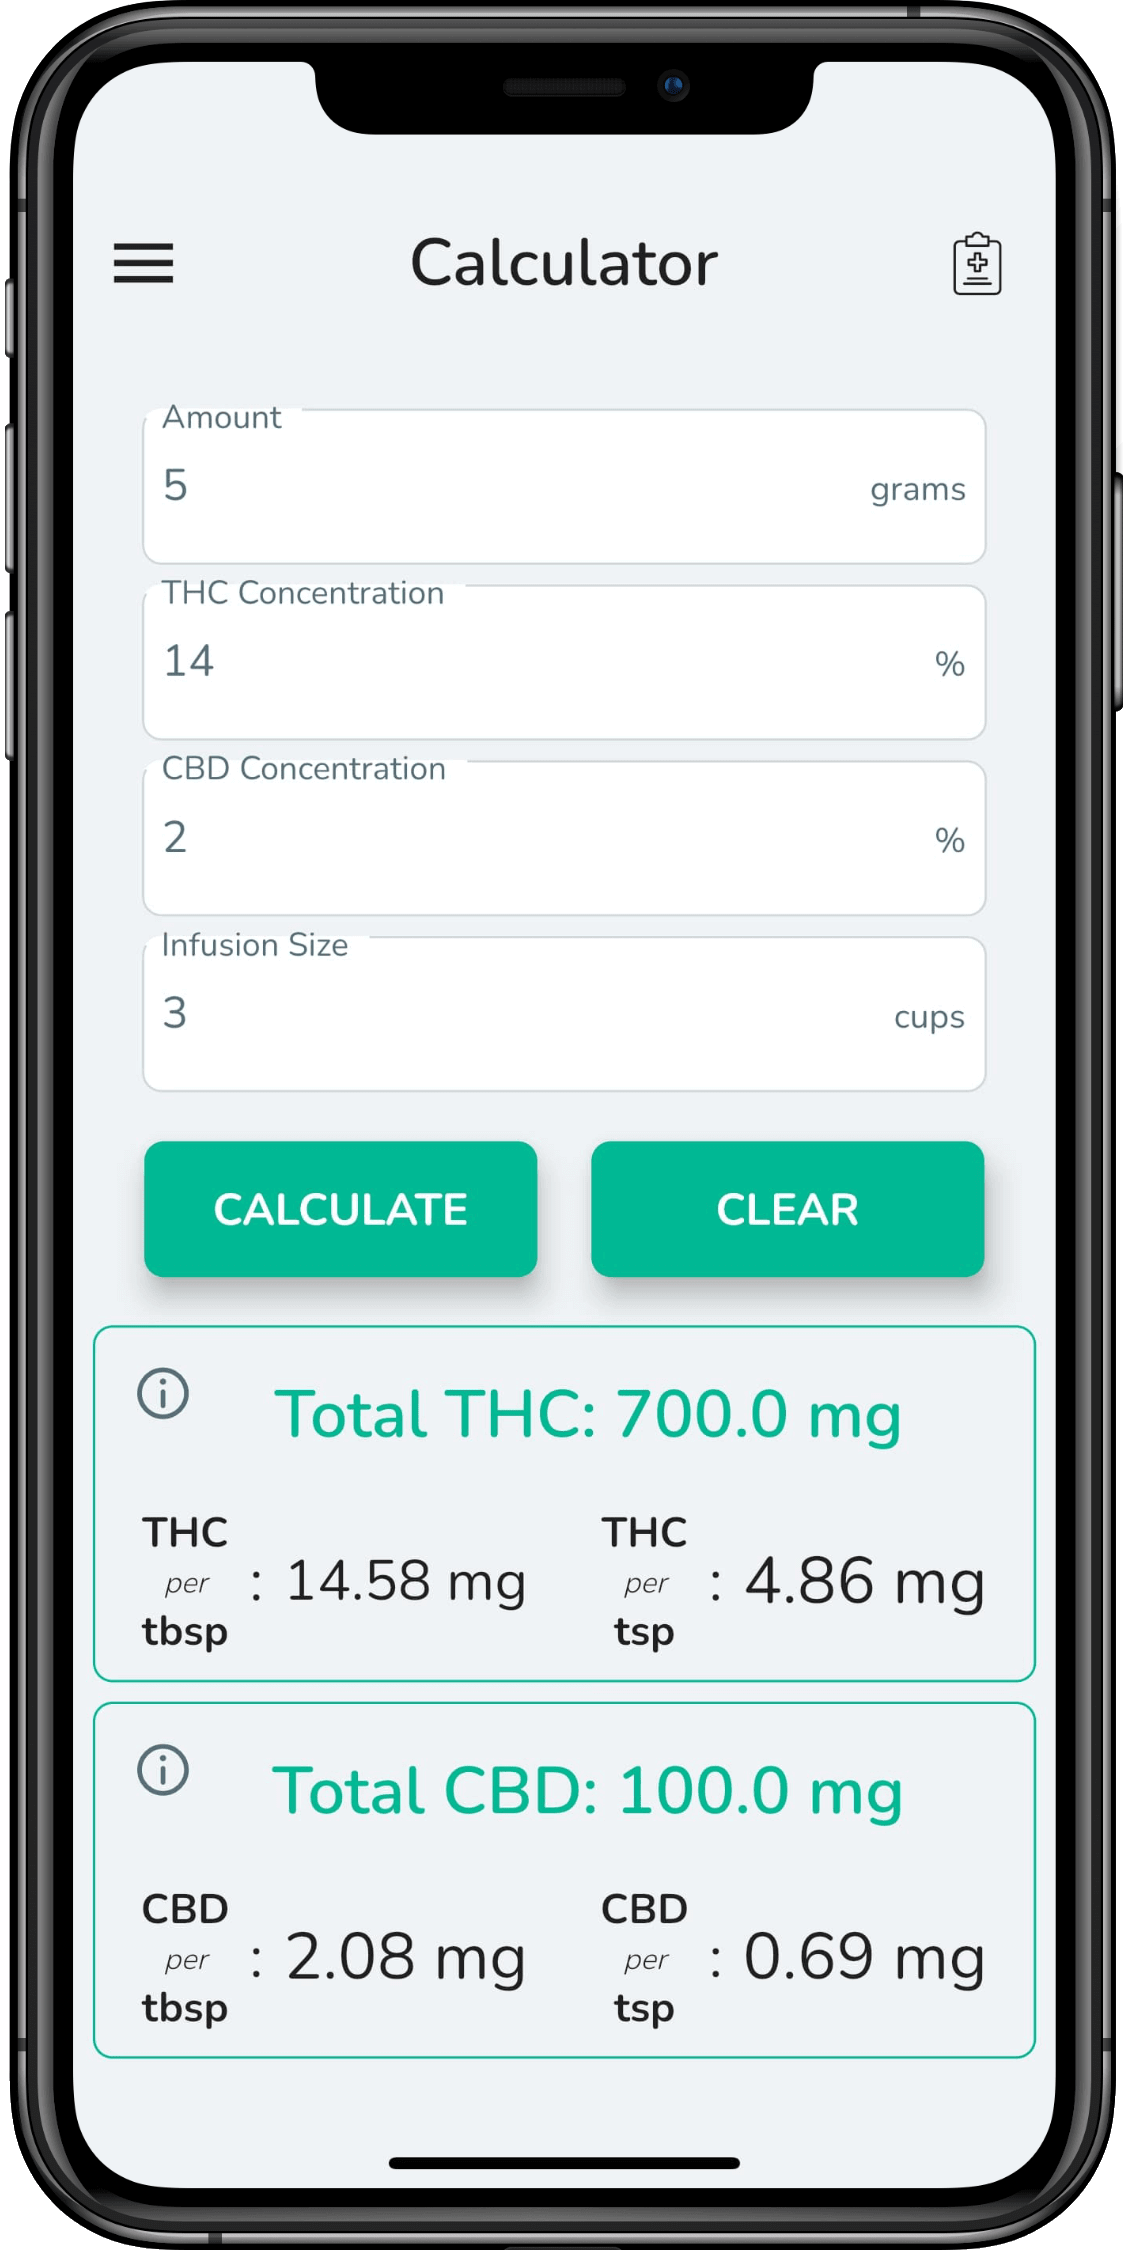 Calculator
Amount
5 grams
THC Concentration
14 %
CBD Concentration
2 %
Infusion Size
3 cups
CALCULATE CLEAR
Total THC: 700.0 mg
THC per tbsp : 14.58 mg
THC per tsp : 4.86 mg
Total CBD: 100.0 mg
CBD per tbsp : 2.08 mg
CBD per tsp : 0.69 mg